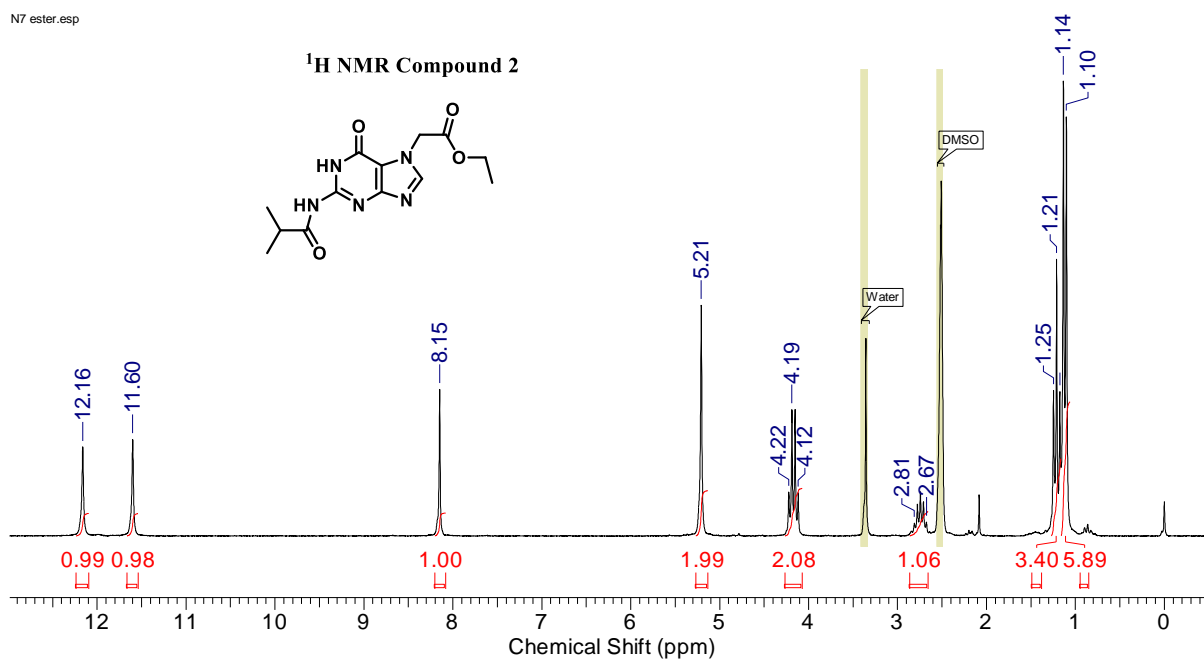 N7 ester.esp
¹H NMR Compound 2
O
O
HN
N
O
HN
N
N
O
12.16
11.60
8.15
5.21
4.22
4.19
4.12
Water
2.81
2.67
DMSO
1.25
1.21
1.14
1.10
0.99 0.98 1.00 1.99 2.08 1.06 3.40 5.89
12 11 10 9 8 7 6 5 4 3 2 1 0
Chemical Shift (ppm)